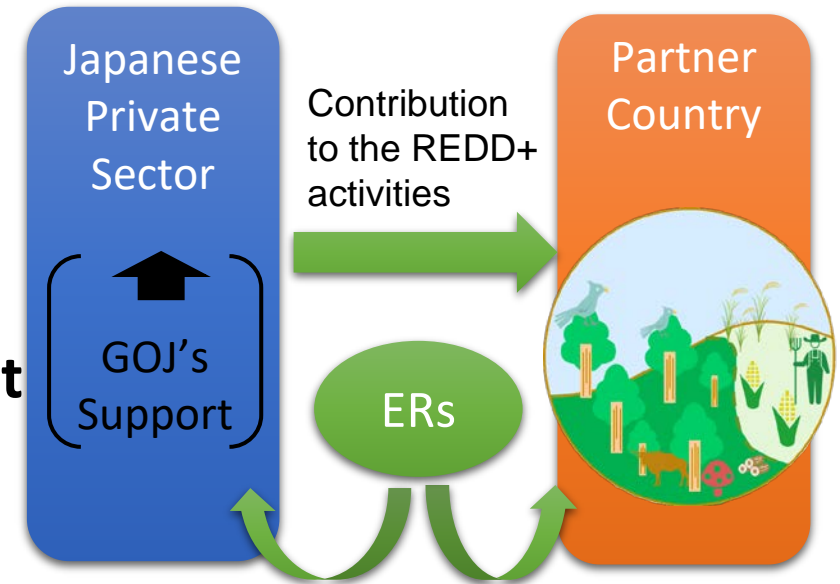 Japanese
Private
Sector
Contribution
to the REDD+
activities
Partner
Country
t
GOJ's
Support
ERs